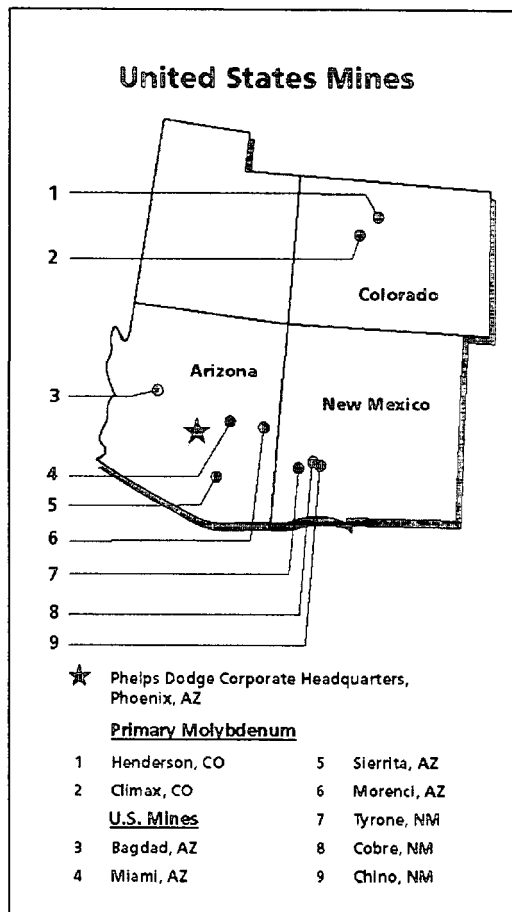 United States Mines
1
2
Colorado
Arizona
3
New Mexico
4
5
6
7
8
9
Phelps Dodge Corporate Headquarters,
Phoenix, AZ
Primary Molybdenum
1 Henderson, CO
2 Climax, CO
U.S. Mines
3 Bagdad, AZ
4 Miami, AZ
5 Sierrita, AZ
6 Morenci, AZ
7 Tyrone, NM
8 Cobre, NM
9 Chino, NM